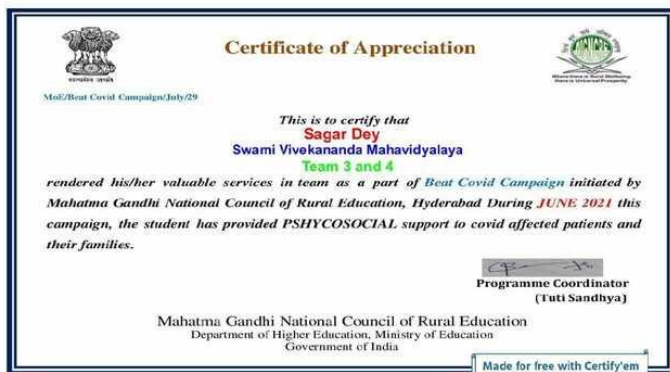 Certificate of Appreciation
MoE/Beat Covid Campaign/July/29
This is to certify that
Sagar Dey
Swami Vivekananda Mahavidyalaya
Team 3 and 4
rendered his/her valuable services in team as a part of Beat Covid Campaign initiated by
Mahatma Gandhi National Council of Rural Education, Hyderabad During JUNE 2021 this
campaign, the student has provided PSHYCOSOCIAL support to covid affected patients and
their families.
Programme Coordinator
(Tuti Sandhya)
Mahatma Gandhi National Council of Rural Education
Department of Higher Education, Ministry of Education
Government of India
Made for free with Certify'em